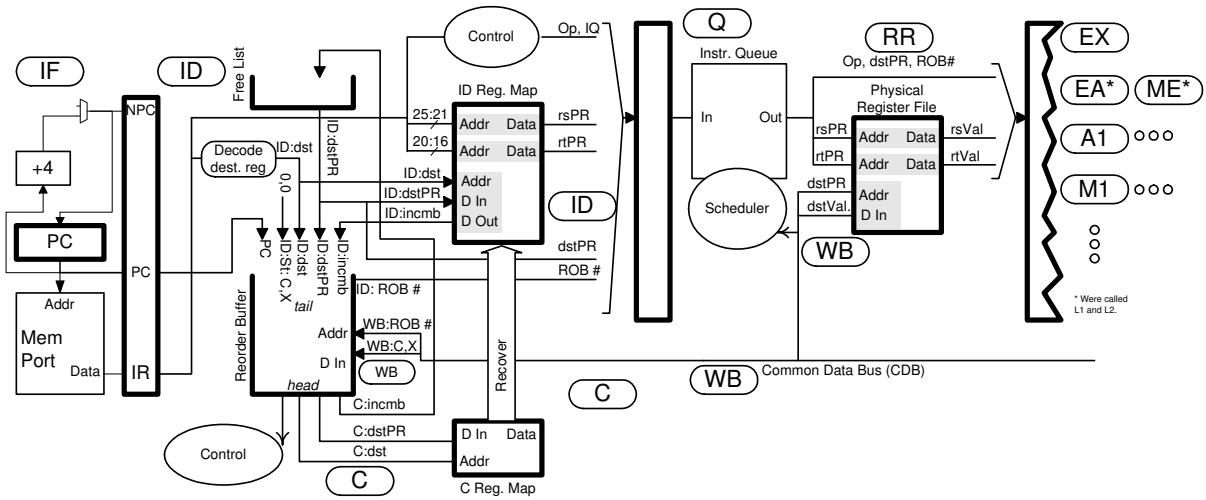 IF
NPC
+4
PC
Addr
Mem
Port
Data
PC
IR
ID
Free List
Decode
dest. reg
ID:dst
0,0
ID:dstPR
PC
ID:St: C,X
ID:dst
ID:dstPR
ID:incmb
tail
Reorder Buffer
Addr
D In
head
WB
Control
C
Control
Op, IQ
ID Reg. Map
25:21
Addr
Data
rsPR
20:16
Addr
Data
rtPR
ID:dst
Addr
ID:dstPR
D In
ID:incmb
D Out
ID
dstPR
ROB #
ID: ROB #
WB:ROB #
WB:C,X
Recover
C:incmb
C:dstPR
C:dst
D In
Data
Addr
C Reg. Map
C
Q
Instr. Queue
In
Out
Scheduler
WB
WB
Common Data Bus (CDB)
RR
Op, dstPR, ROB#
Physical
Register File
rsPR
Addr
Data
rsVal
rtPR
Addr
Data
rtVal
dstPR
Addr
dstVal.
D In
EX
EA*
ME*
A1
M1
* Were called
L1 and L2.